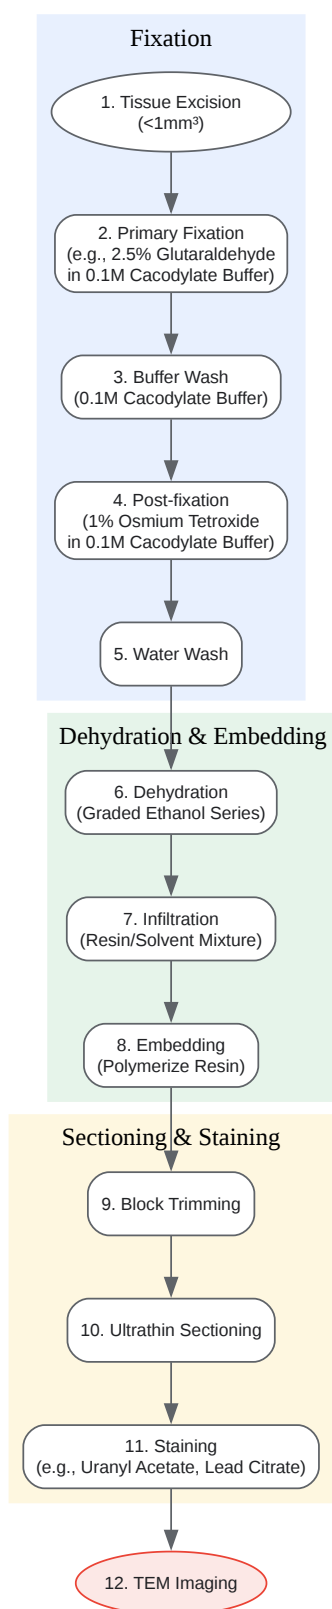 Fixation
1. Tissue Excision
(<1mm³)
2. Primary Fixation
(e.g., 2.5% Glutaraldehyde
in 0.1M Cacodylate Buffer)
3. Buffer Wash
(0.1M Cacodylate Buffer)
4. Post-fixation
(1% Osmium Tetroxide
in 0.1M Cacodylate Buffer)
5. Water Wash
Dehydration & Embedding
6. Dehydration
(Graded Ethanol Series)
7. Infiltration
(Resin/Solvent Mixture)
8. Embedding
(Polymerize Resin)
Sectioning & Staining
9. Block Trimming
10. Ultrathin Sectioning
11. Staining
(e.g., Uranyl Acetate, Lead Citrate)
12. TEM Imaging